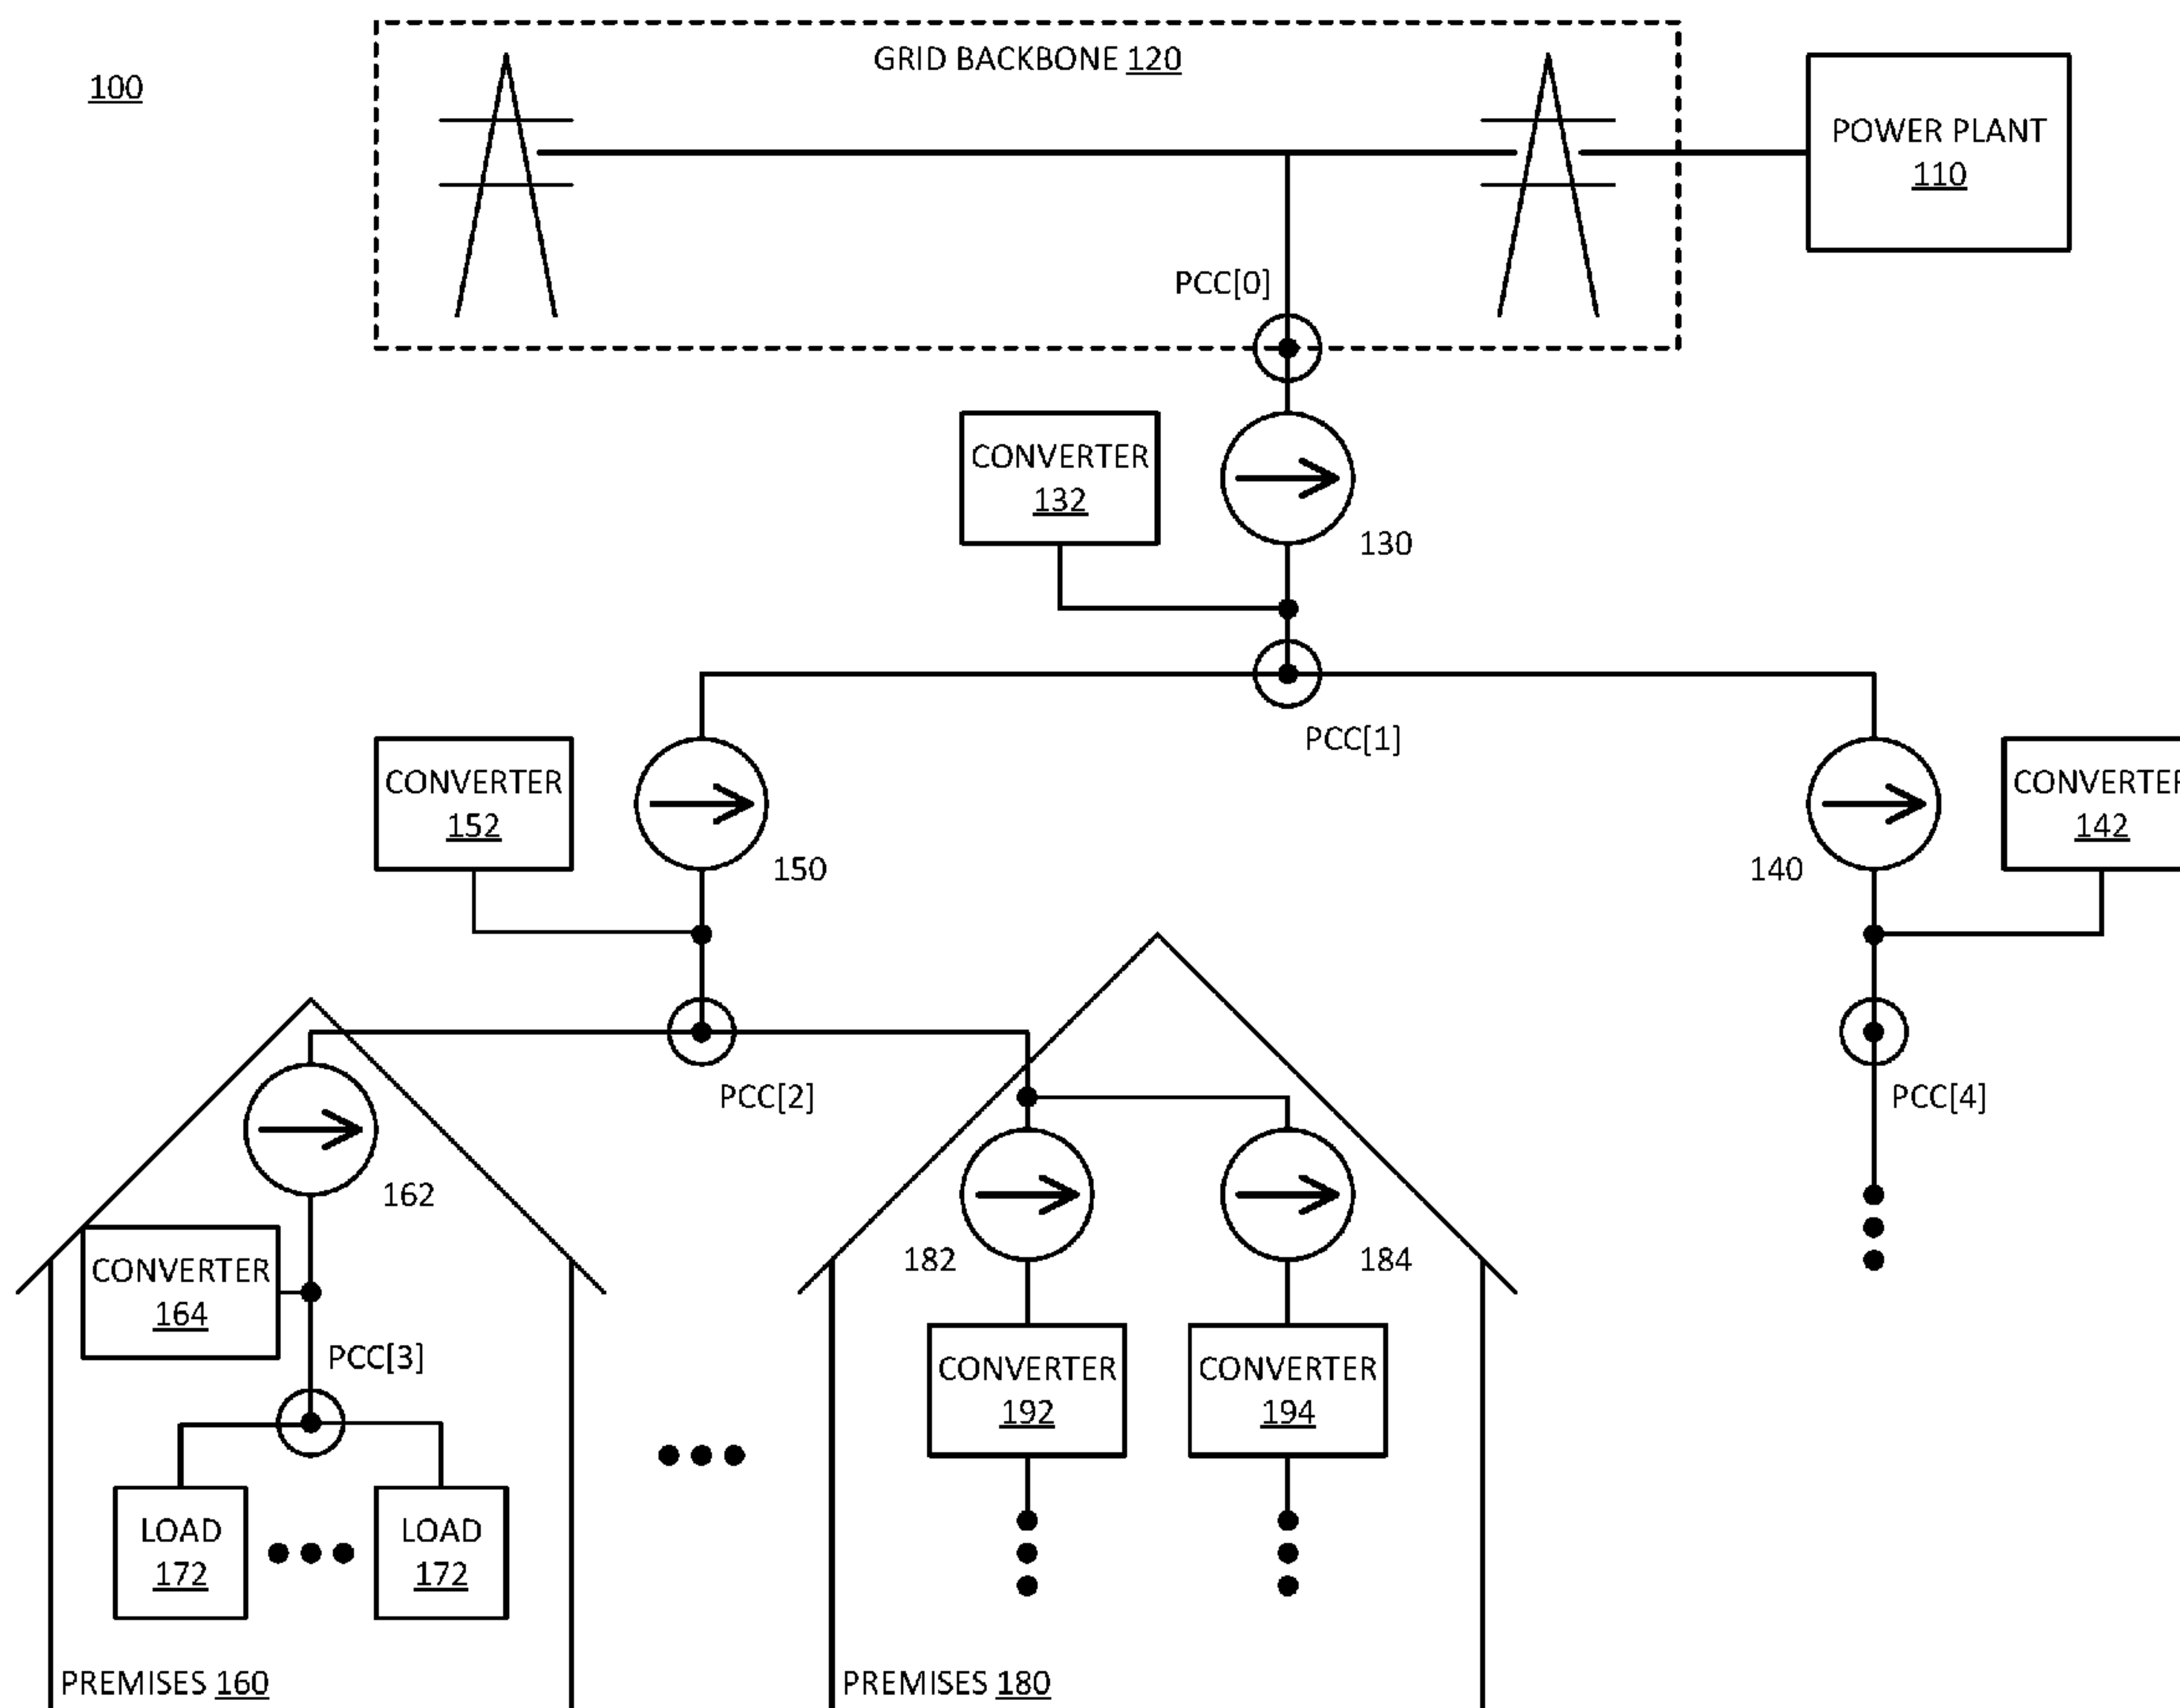 100
GRID BACKBONE 120
POWER PLANT
110
PCC[0]
CONVERTER
132
130
PCC[1]
CONVERTER
152
150
CONVERTER
142
140
PCC[2]
PCC[4]
162
CONVERTER
164
PCC[3]
182
184
CONVERTER
192
CONVERTER
194
LOAD
172
LOAD
172
PREMISES 160
PREMISES 180